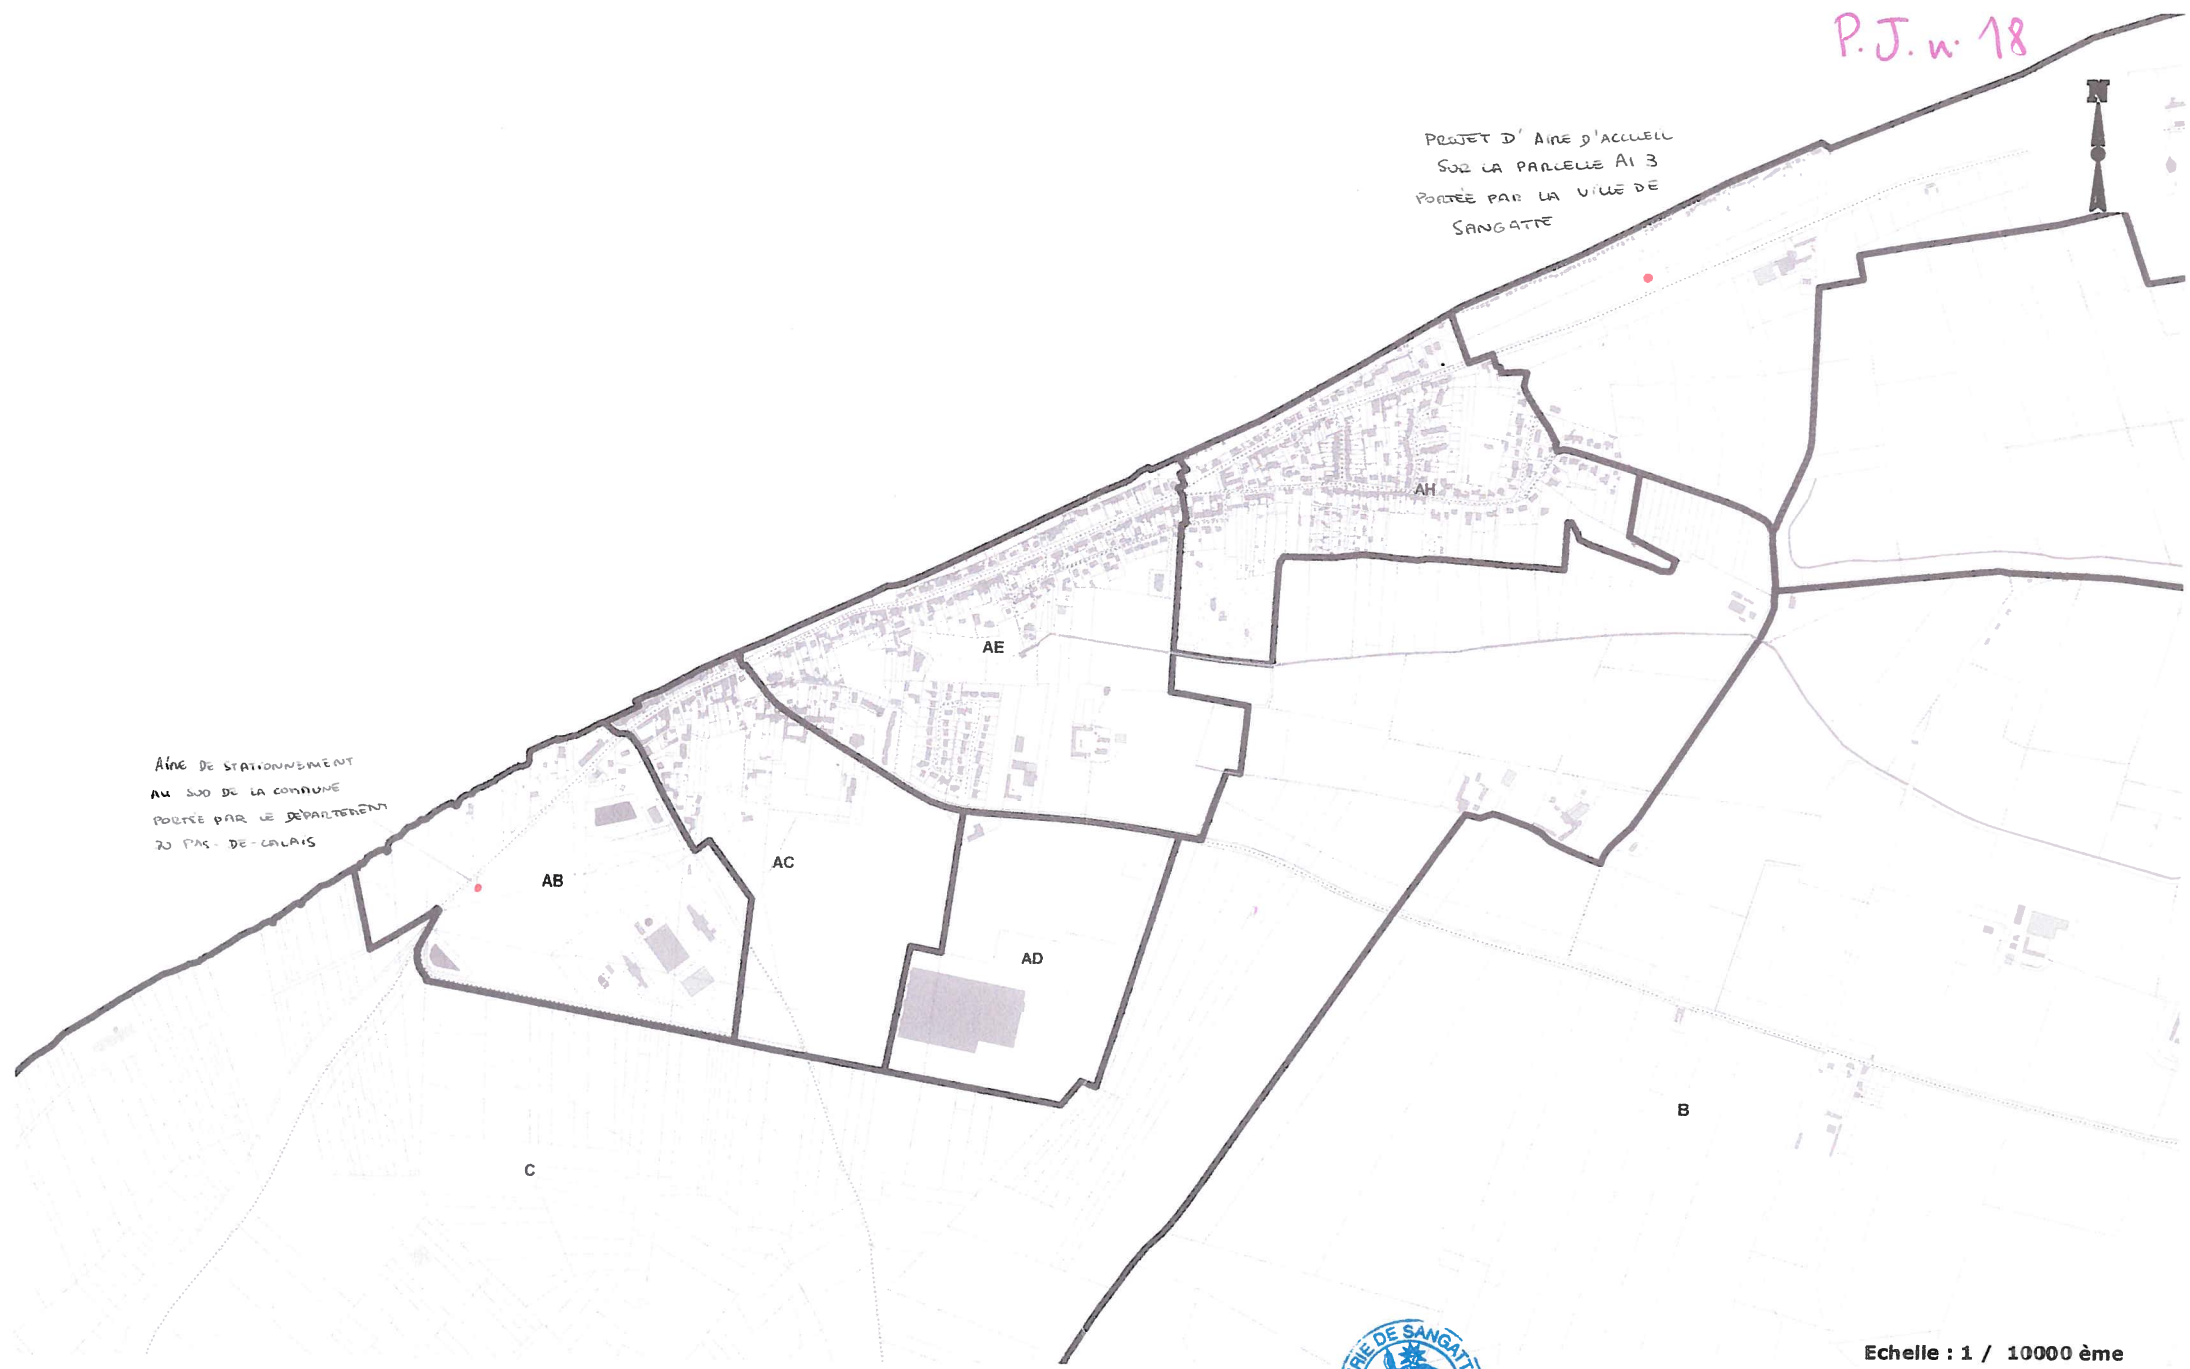 P.J. n. 18
N
PROJET D' AIRE D'ACCUEIL
SUR LA PARCELLE AI 3
PORTÉE PAR LA VILLE DE
SANGATTE
AH
AE
AIRE DE STATIONNEMENT
AU SUD DE LA COMMUNE
PORTÉE PAR LE DÉPARTEMENT
DU PAS-DE-CALAIS
AB
AC
AD
B
C
RIE DE SANGATT
Echelle : 1 / 10000 ème